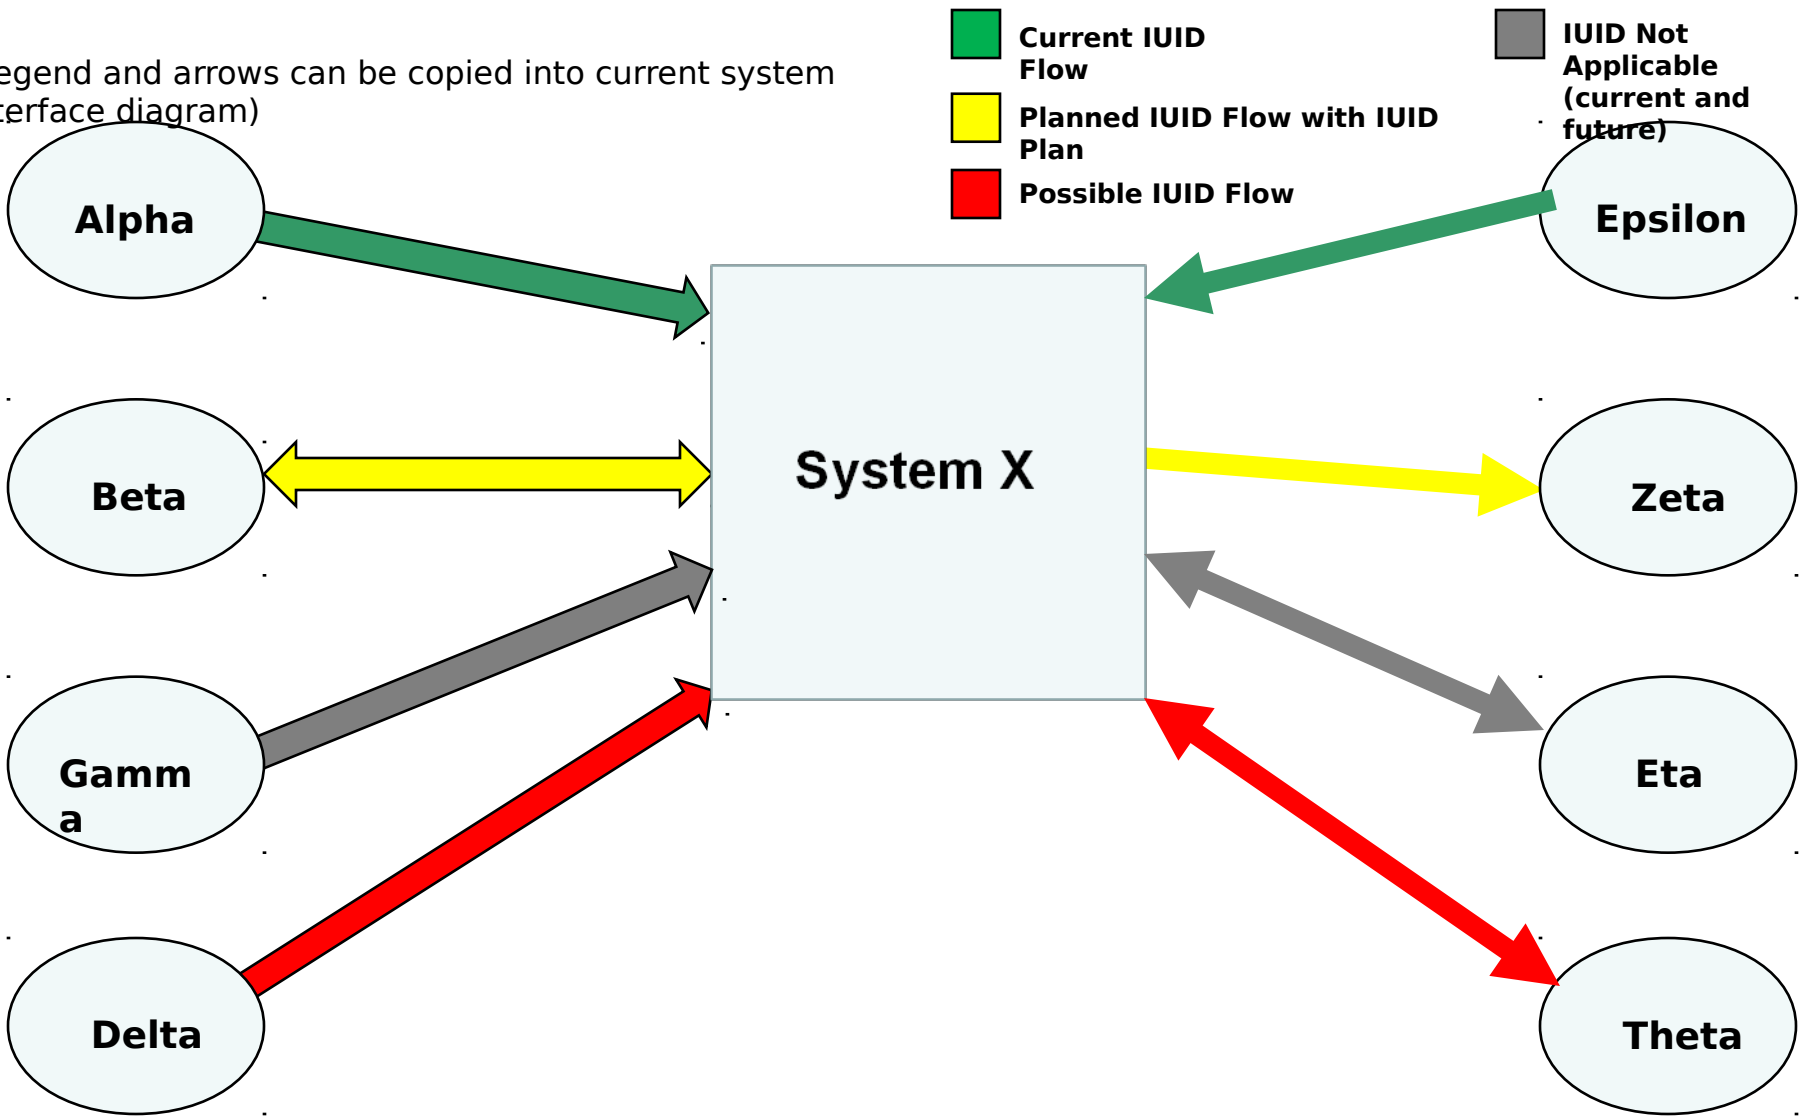 egend and arrows can be copied into current system
terface diagram)
Current IUID
Flow
Planned IUID Flow with IUID
Plan
Possible IUID Flow
IUID Not
Applicable
(current and
future)
Alpha
Epsilon
Beta
System X
Zeta
Gamm
a
Eta
Delta
Theta